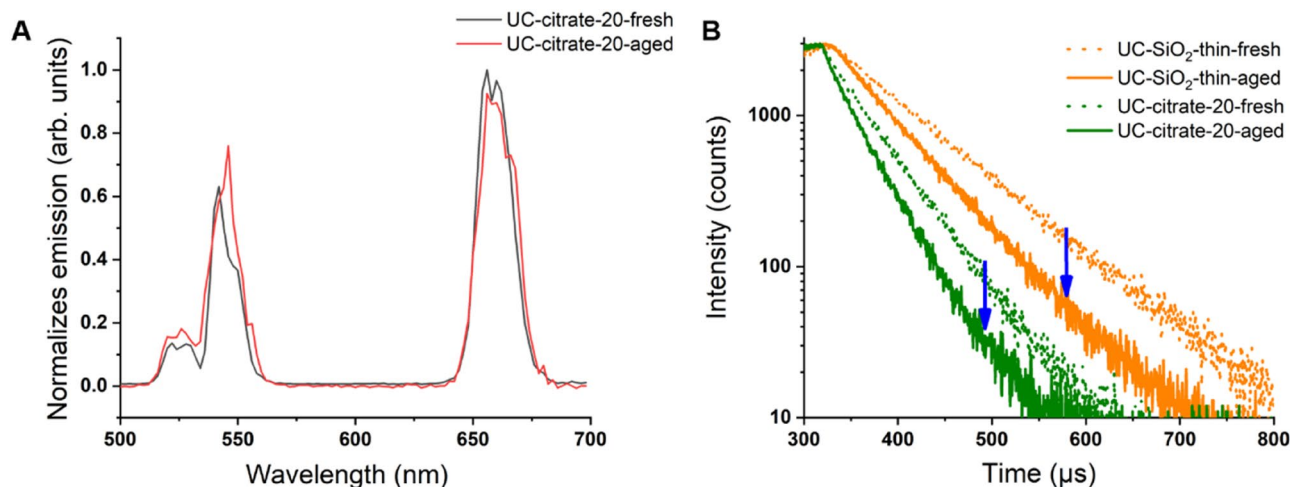 A
UC-citrate-20-fresh
UC-citrate-20-aged
Normalizes emission (arb. units)
1.0
0.8
0.6
0.4
0.2
0.0
500
550
600
650
700
Wavelength (nm)
B
UC-SiO₂-thin-fresh
UC-SiO₂-thin-aged
UC-citrate-20-fresh
UC-citrate-20-aged
Intensity (counts)
1000
100
10
300
400
500
600
700
800
Time (µs)